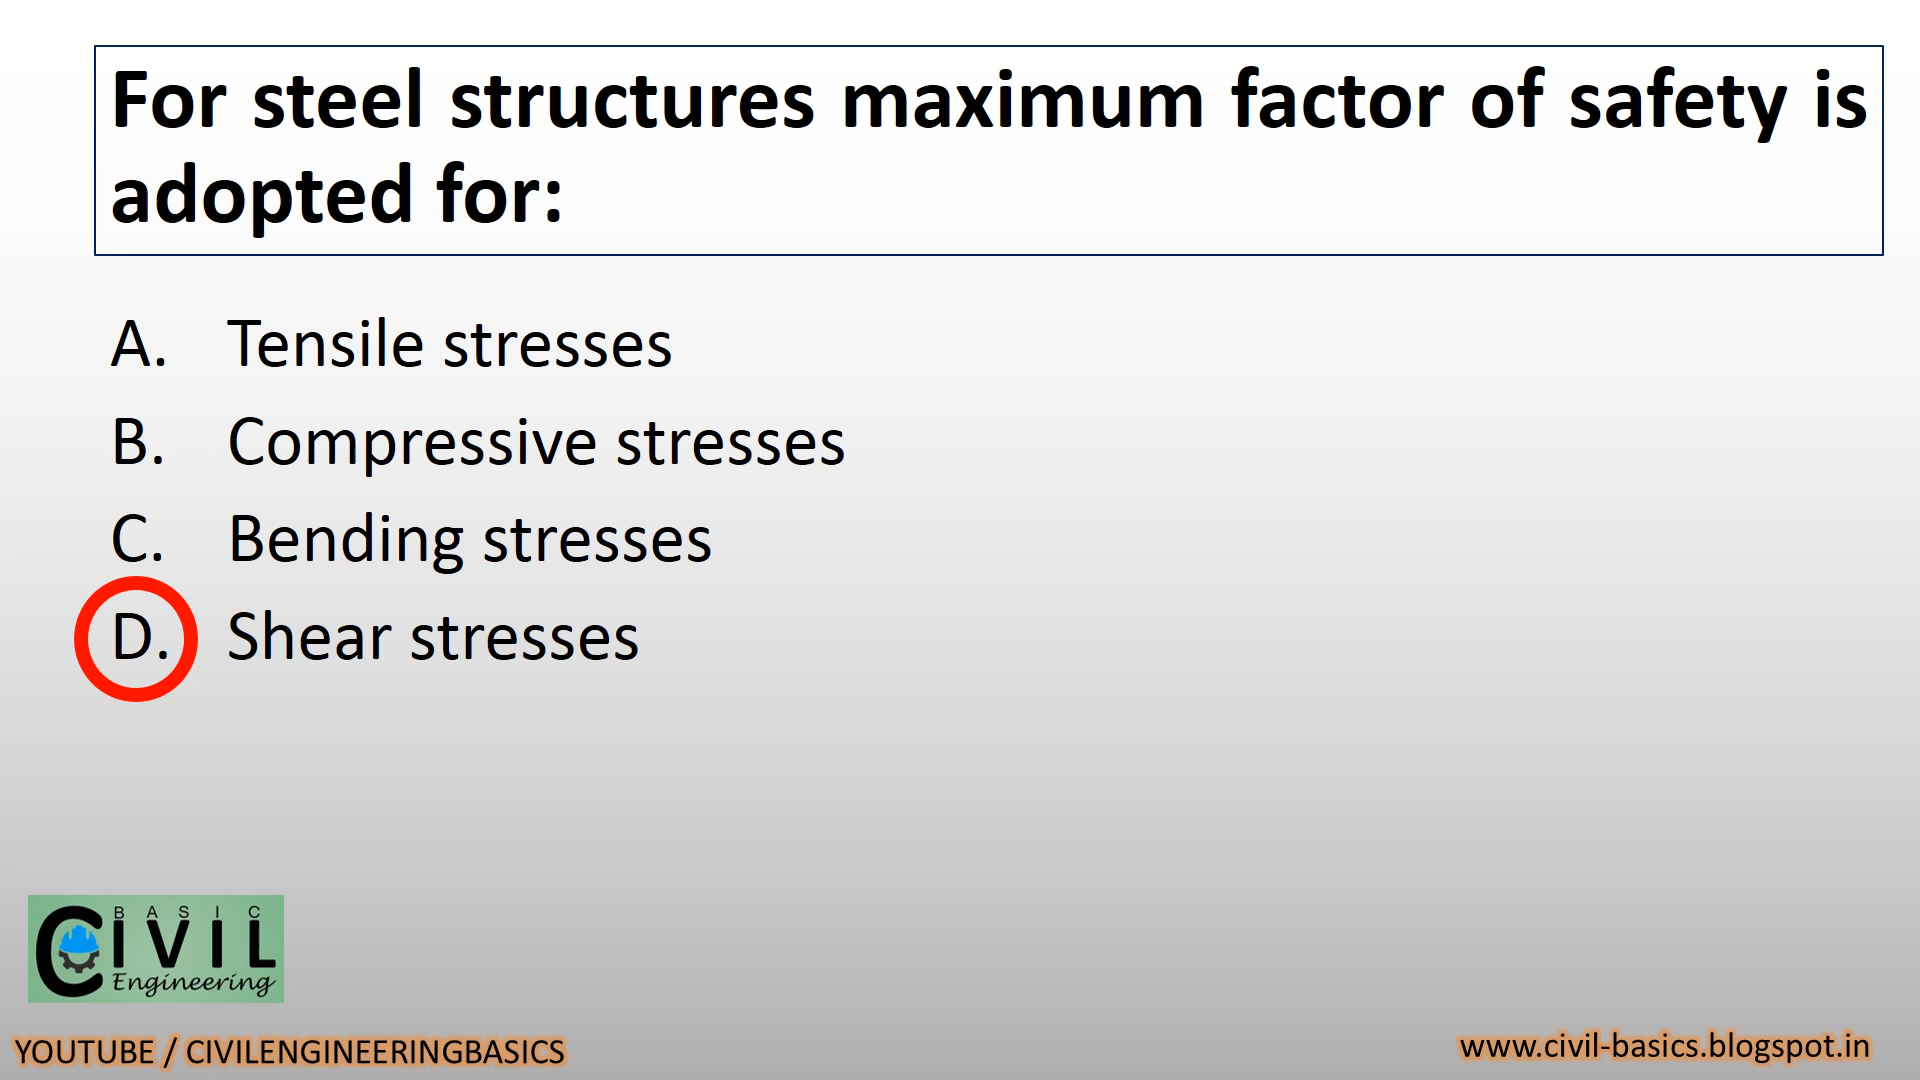 For steel structures maximum factor of safety is
adopted for:
A. Tensile stresses
B. Compressive stresses
C. Bending stresses
D. Shear stresses
BASIC
CIVIL
Engineering
YOUTUBE / CIVILENGINEERINGBASICS
www.civil-basics.blogspot.in